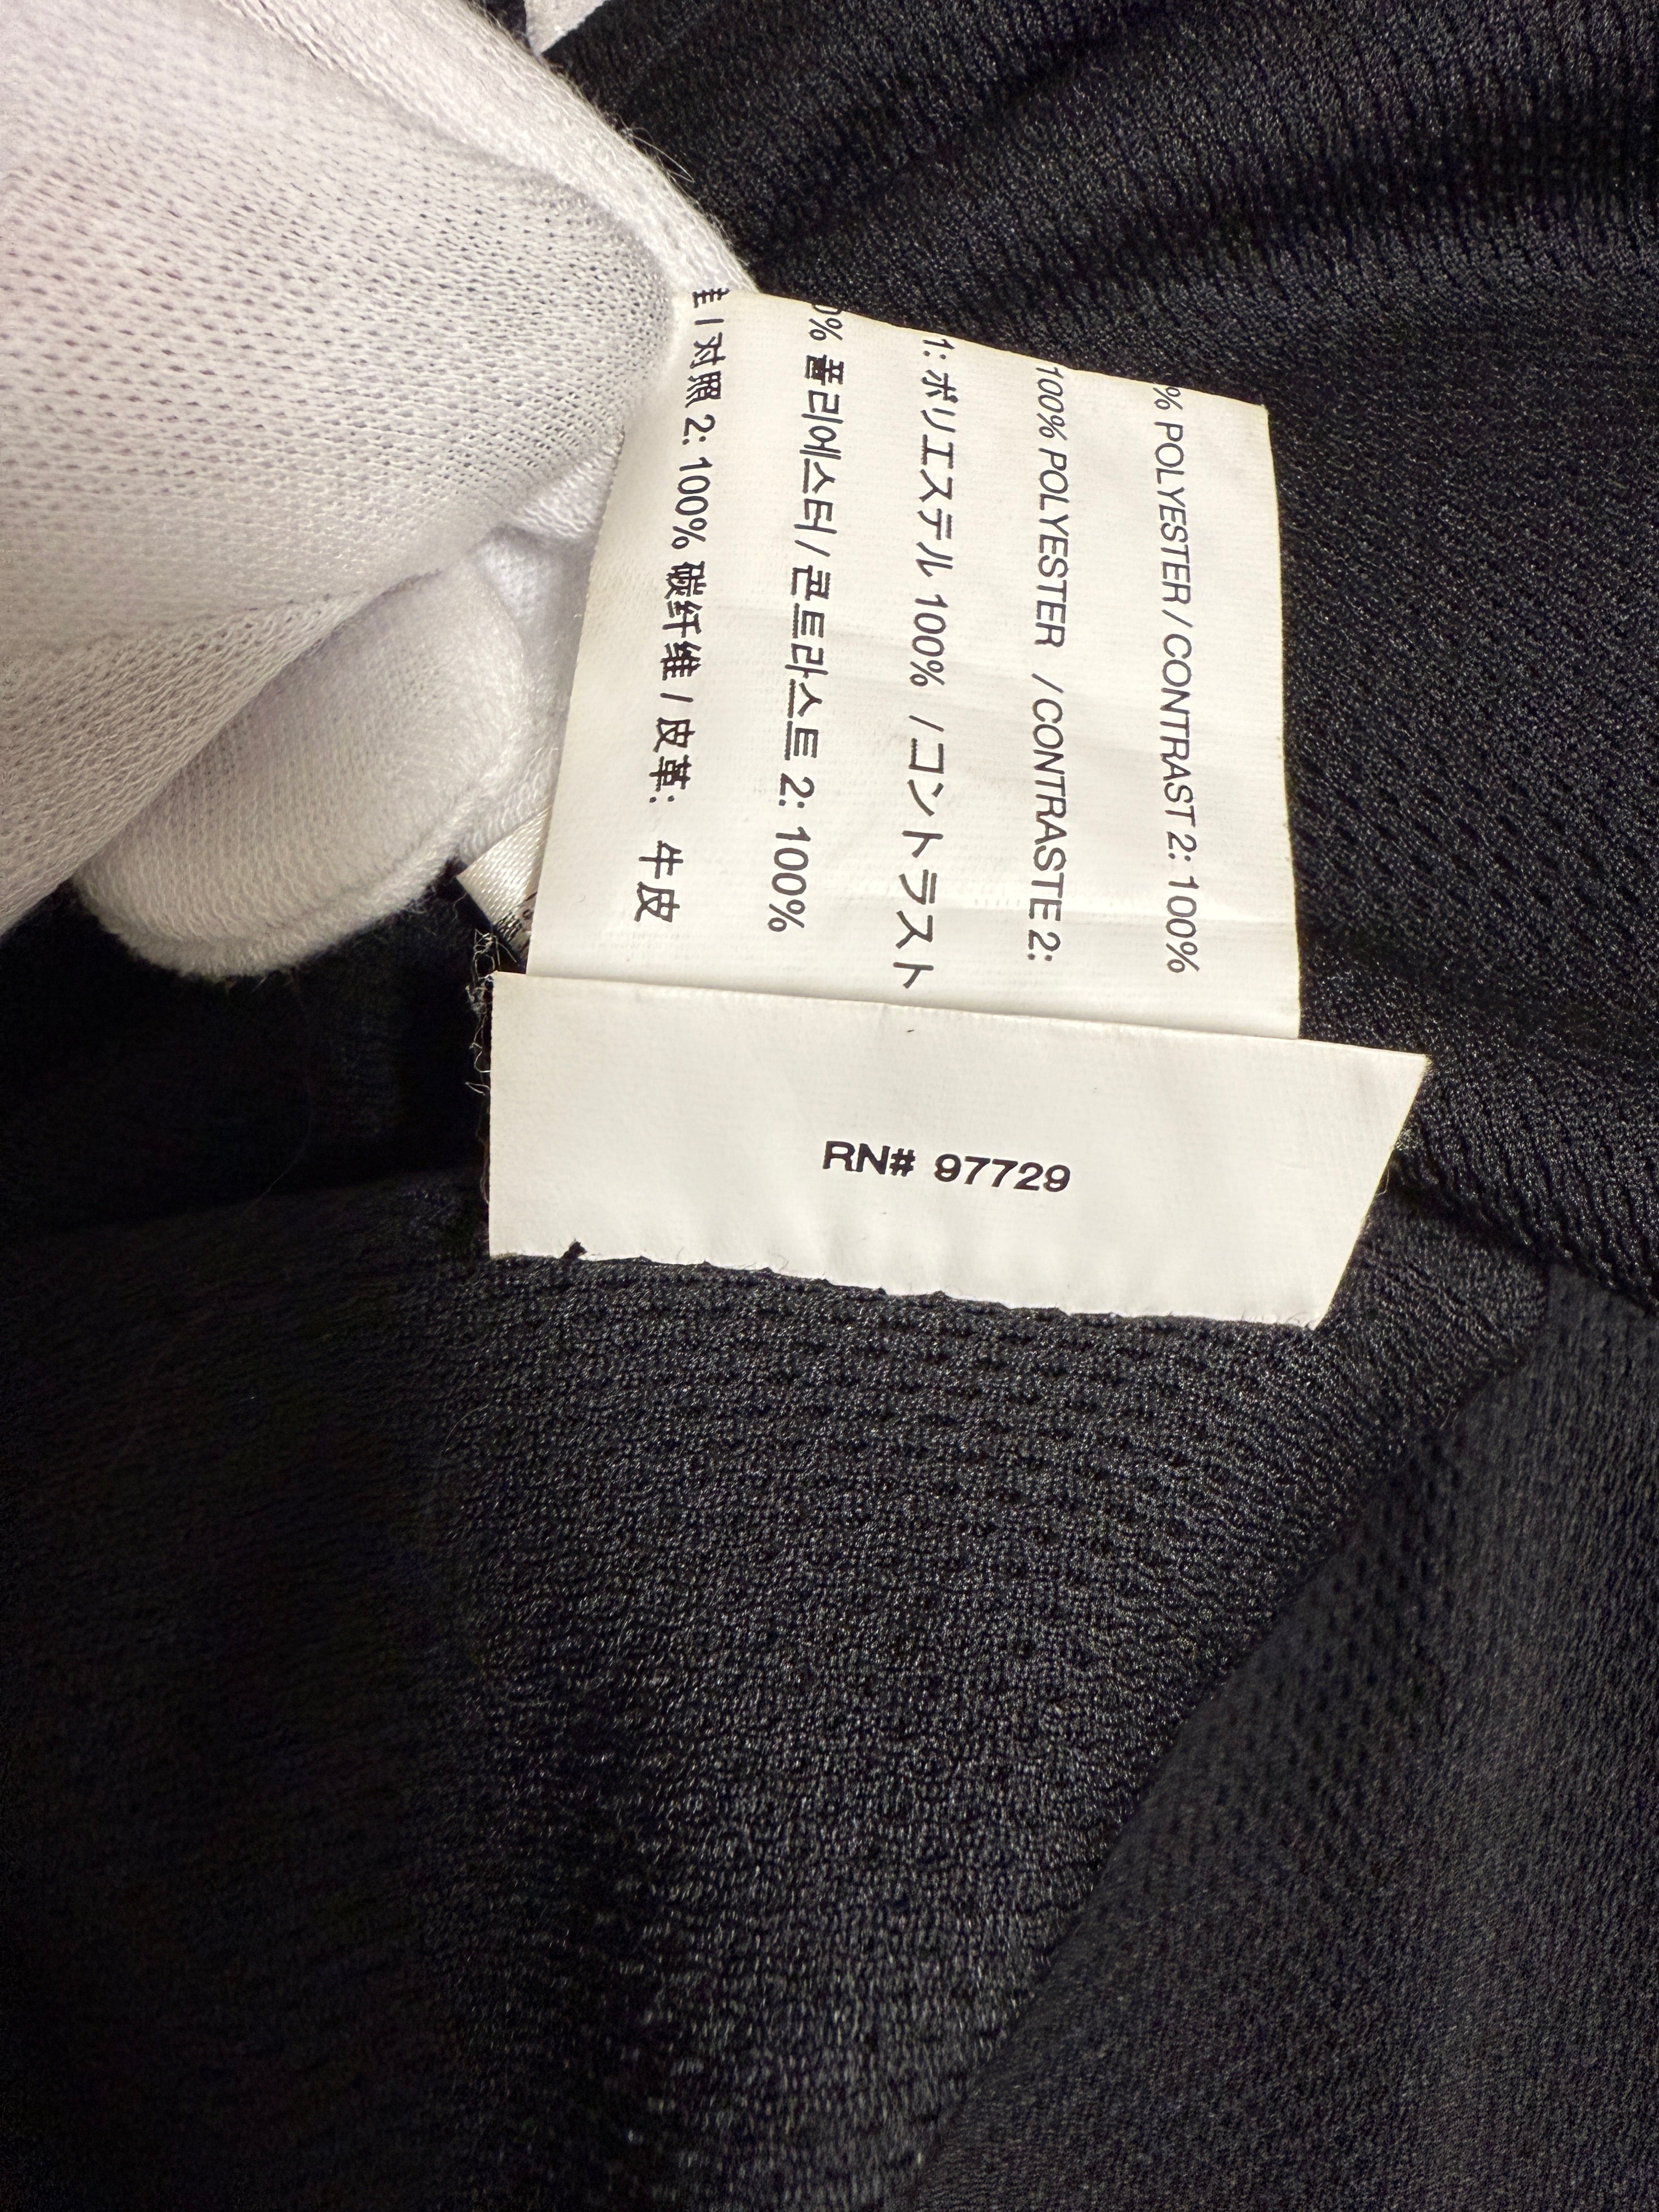 % POLYESTER / CONTRAST 2: 100%
100% POLYESTER / CONTRASTE 2:
1: ポリエステル 100% / コントラスト
0% 폴리에스터 / 콘트라스트 2: 100%
/ 对照 2: 100% 碳纤维 / 皮革: 牛皮
RN# 97729